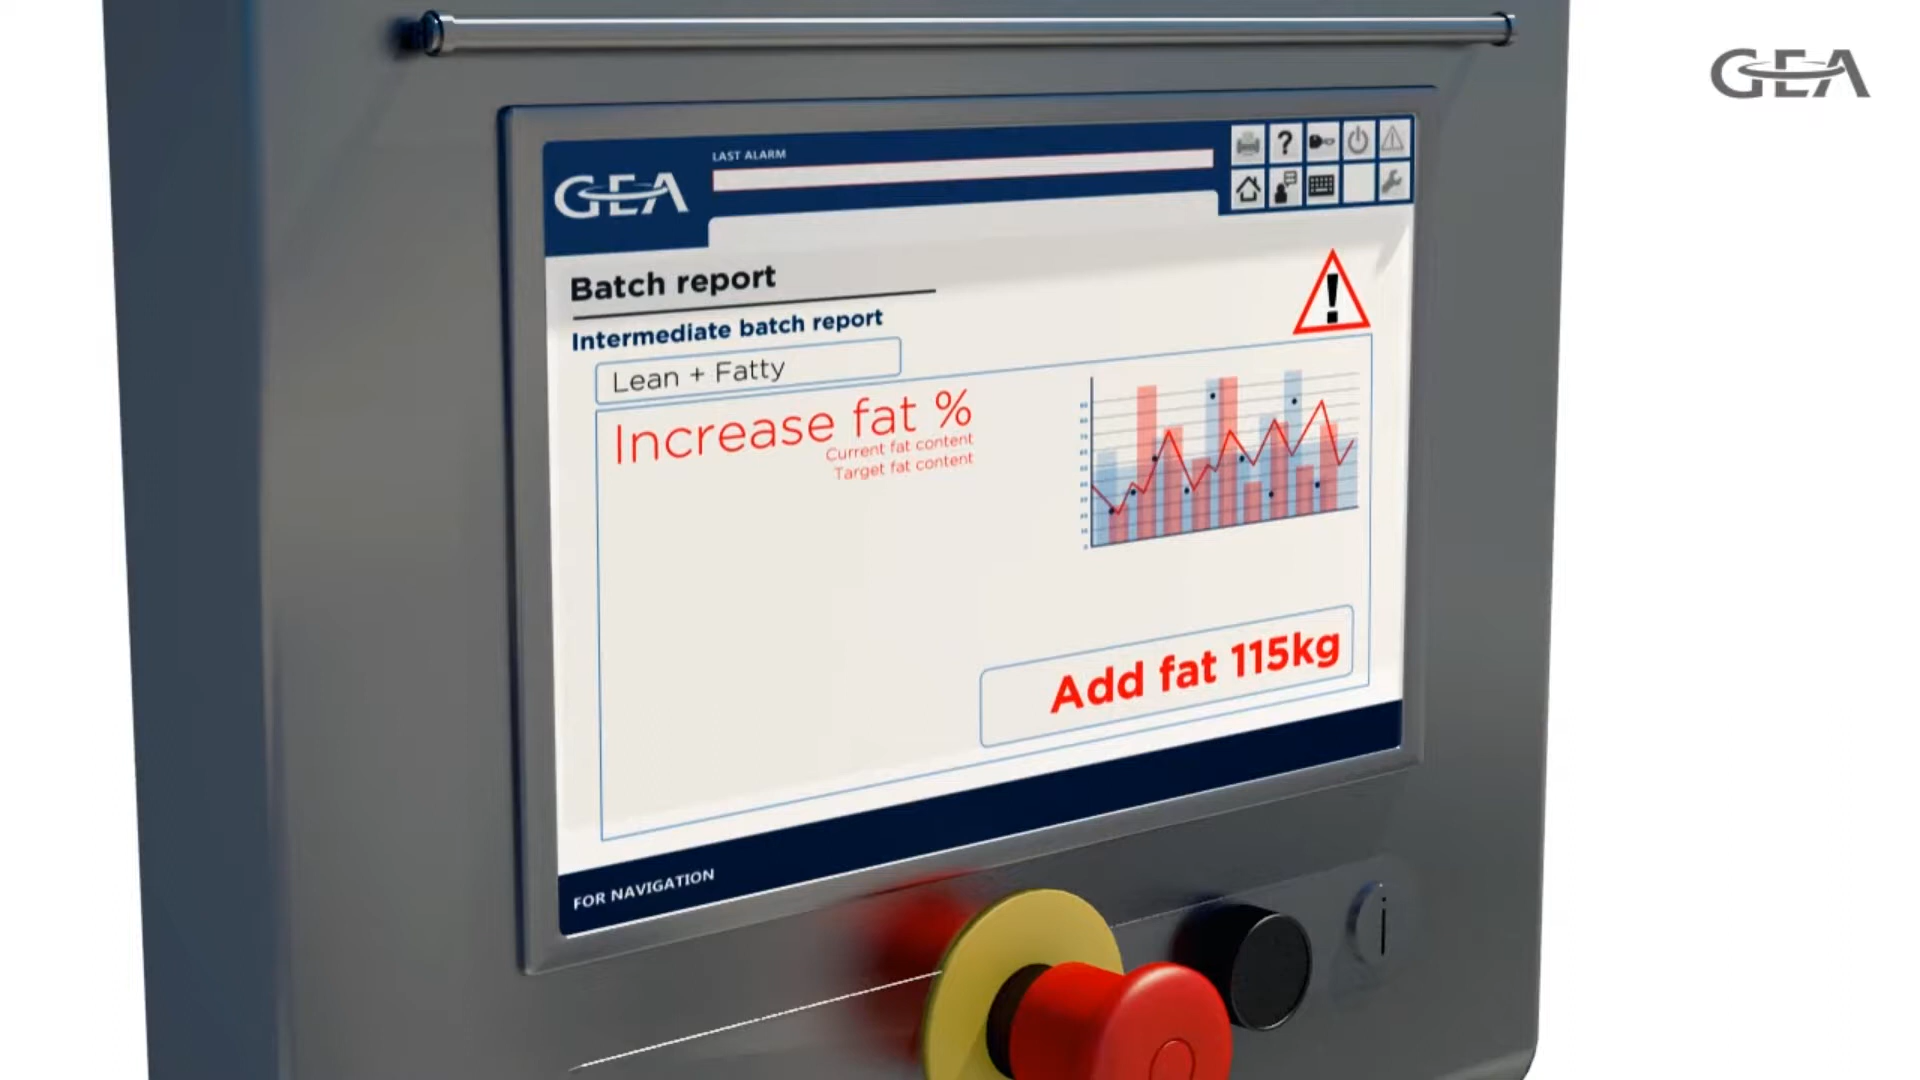 GEA
LAST ALARM
GEA
?
Batch report
Intermediate batch report
Lean + Fatty
Increase fat %
Current fat content
Target fat content
Add fat 115kg
FOR NAVIGATION